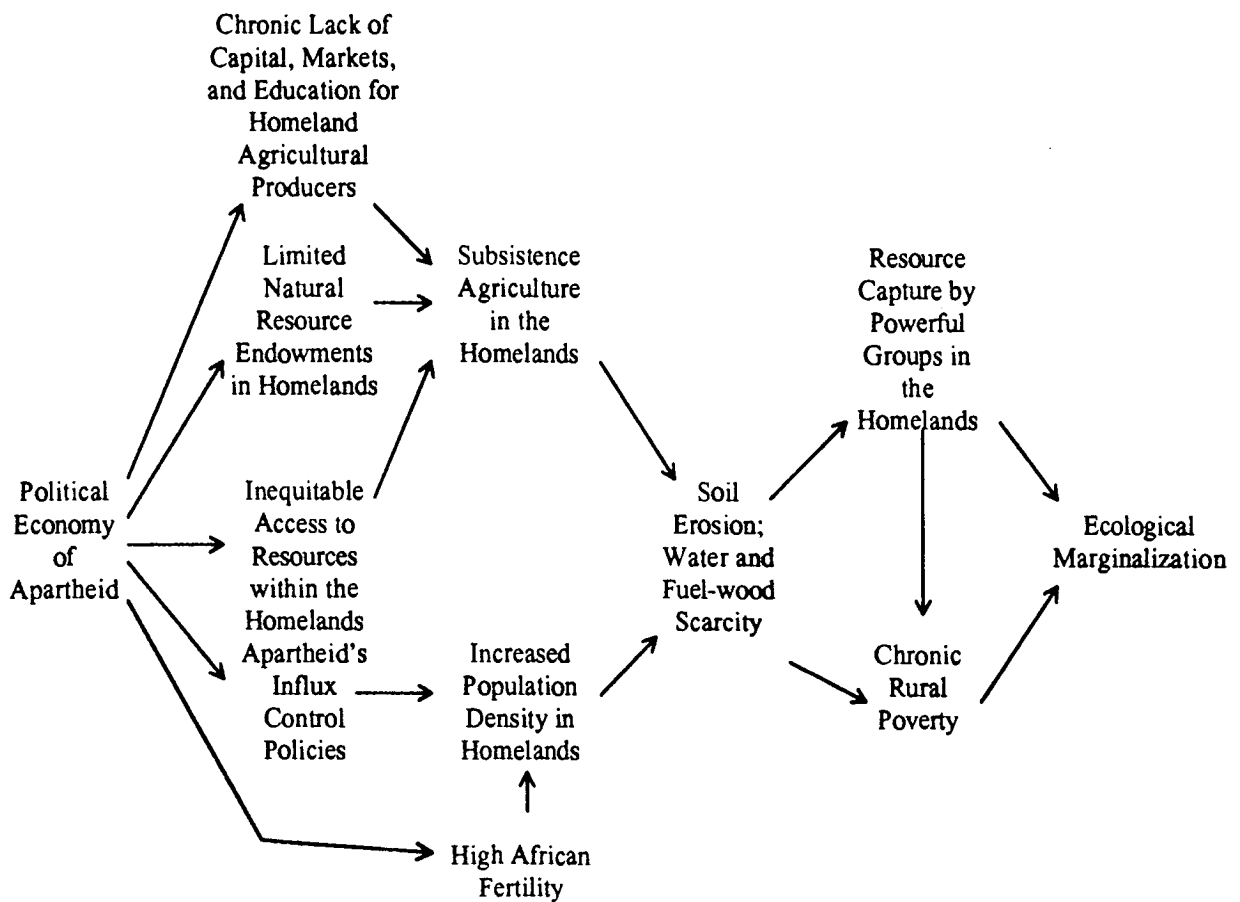 Chronic Lack of
Capital, Markets,
and Education for
Homeland
Agricultural
Producers
Limited
Natural
Resource
Endowments
in Homelands
Subsistence
Agriculture
in the
Homelands
Resource
Capture by
Powerful
Groups in
the
Homelands
Political
Economy
of
Apartheid
Inequitable
Access to
Resources
within the
Homelands
Apartheid's
Influx
Control
Policies
Increased
Population
Density in
Homelands
High African
Fertility
Soil
Erosion;
Water and
Fuel-wood
Scarcity
Chronic
Rural
Poverty
Ecological
Marginalization